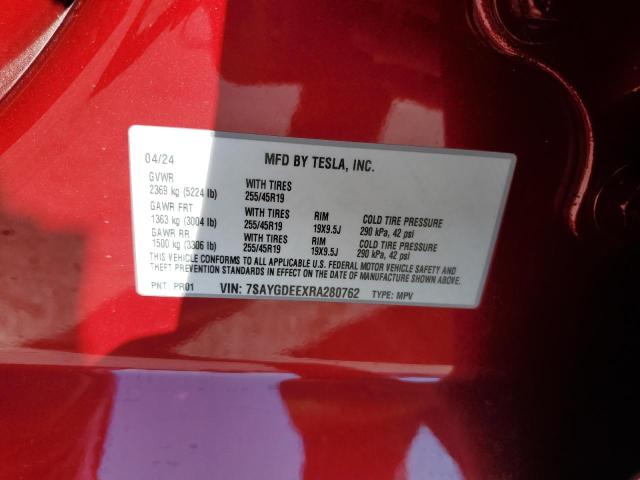 04/24 MFD BY TESLA, INC.
GVWR
2369 kg (5224 lb) WITH TIRES 255/45R19
GAWR FRT
1363 kg (3004 lb) WITH TIRES 255/45R19 RIM 19X9.5J COLD TIRE PRESSURE 290 kPa, 42 psi
GAWR RR
1500 kg (3306 lb) WITH TIRES 255/45R19 RIM 19X9.5J COLD TIRE PRESSURE 290 kPa, 42 psi
THIS VEHICLE CONFORMS TO ALL APPLICABLE U.S. FEDERAL MOTOR VEHICLE SAFETY AND
THEFT PREVENTION STANDARDS IN EFFECT ON THE DATE OF MANUFACTURE SHOWN ABOVE.
PNT: PR01 VIN: 7SAYGDEEXRA280762 TYPE: MPV